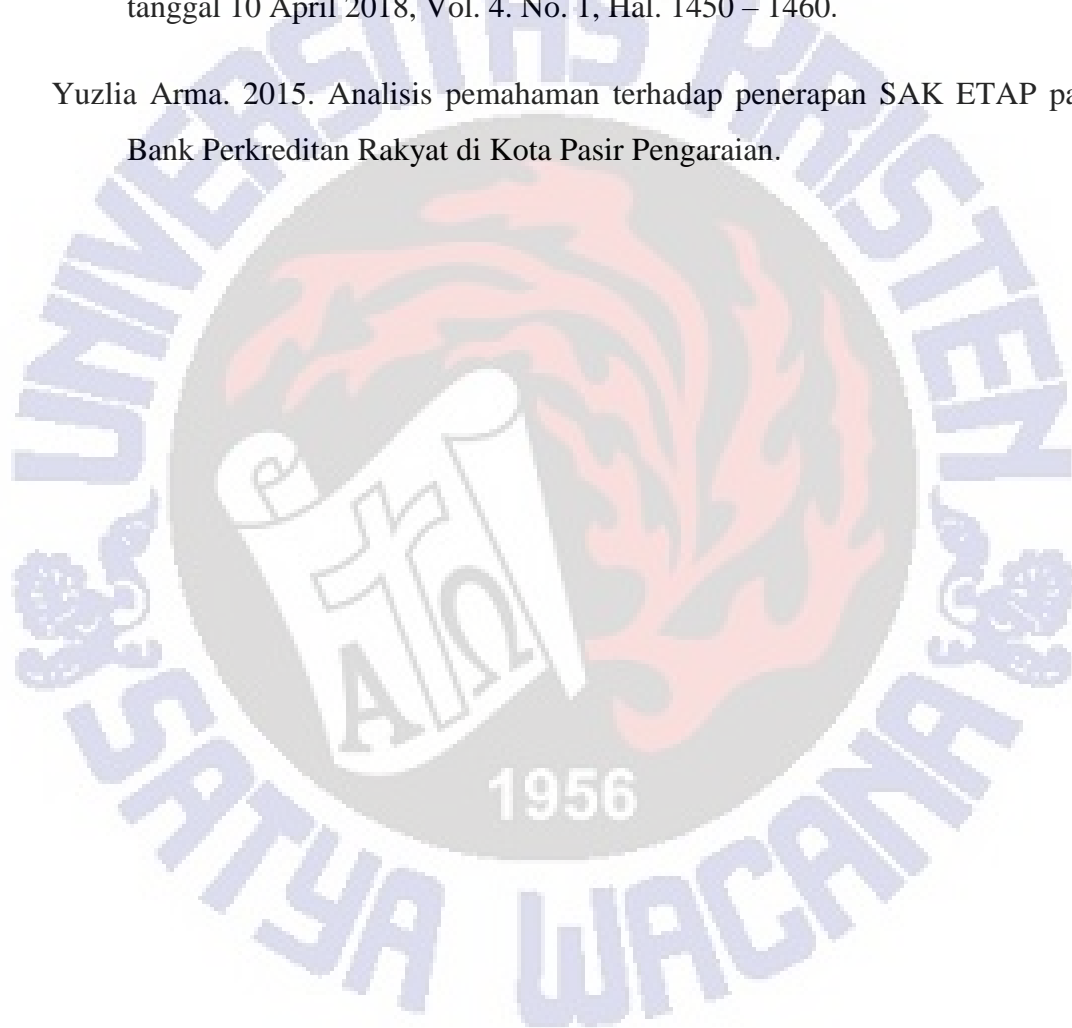 tanggal 10 April 2018, Vol. 4. No. 1, Hal. 1450 – 1460.
Yuzlia Arma. 2015. Analisis pemahaman terhadap penerapan SAK ETAP pa
Bank Perkreditan Rakyat di Kota Pasir Pengaraian.
UNIVERSITAS KRISTEN
ΑΩ
1956
SATYA WACANA